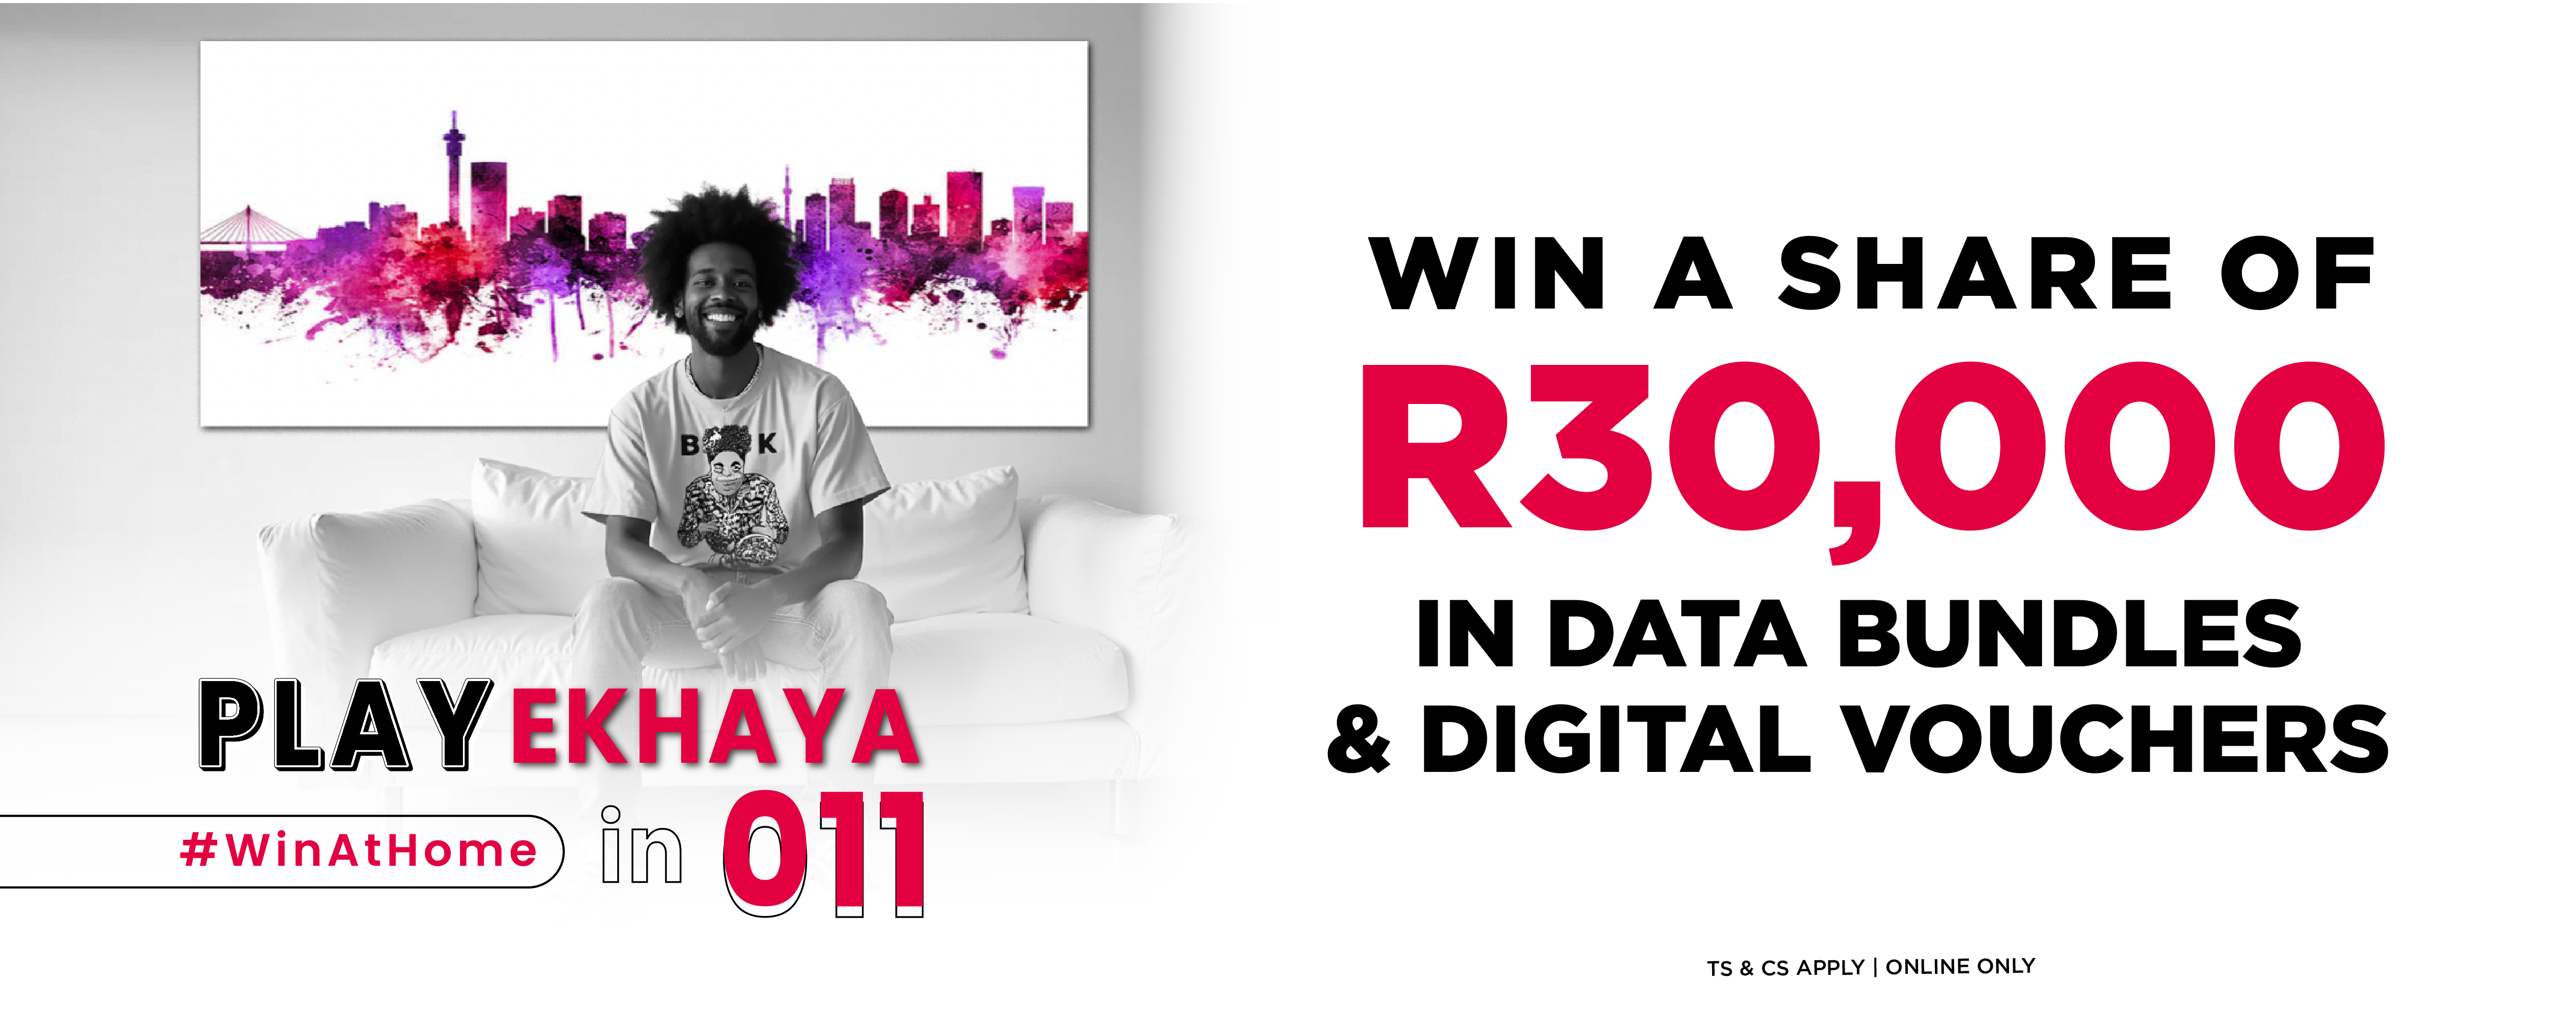 B K
PLAY EKHAYA
#WinAtHome in 011
WIN A SHARE OF
R30,000
IN DATA BUNDLES
& DIGITAL VOUCHERS
TS & CS APPLY | ONLINE ONLY